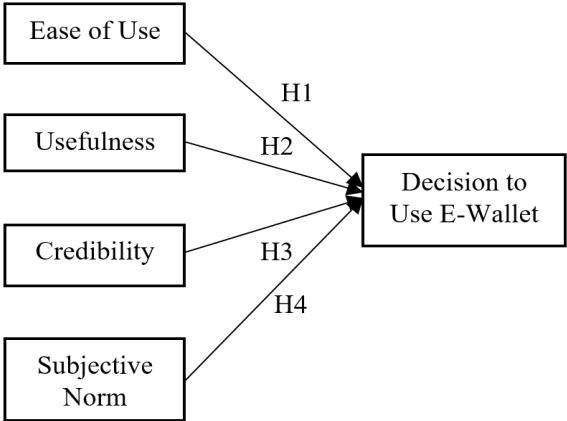 Ease of Use
H1
Usefulness
H2
Decision to
Use E-Wallet
Credibility
H3
H4
Subjective
Norm